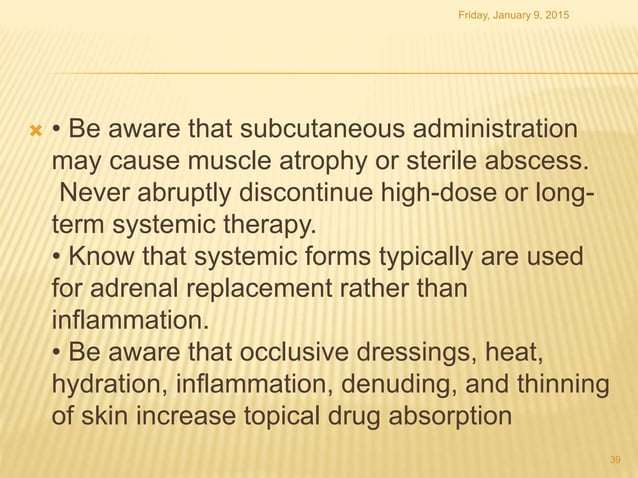 Friday, January 9, 2015
• Be aware that subcutaneous administration
may cause muscle atrophy or sterile abscess.
Never abruptly discontinue high-dose or long-
term systemic therapy.
• Know that systemic forms typically are used
for adrenal replacement rather than
inflammation.
• Be aware that occlusive dressings, heat,
hydration, inflammation, denuding, and thinning
of skin increase topical drug absorption
39